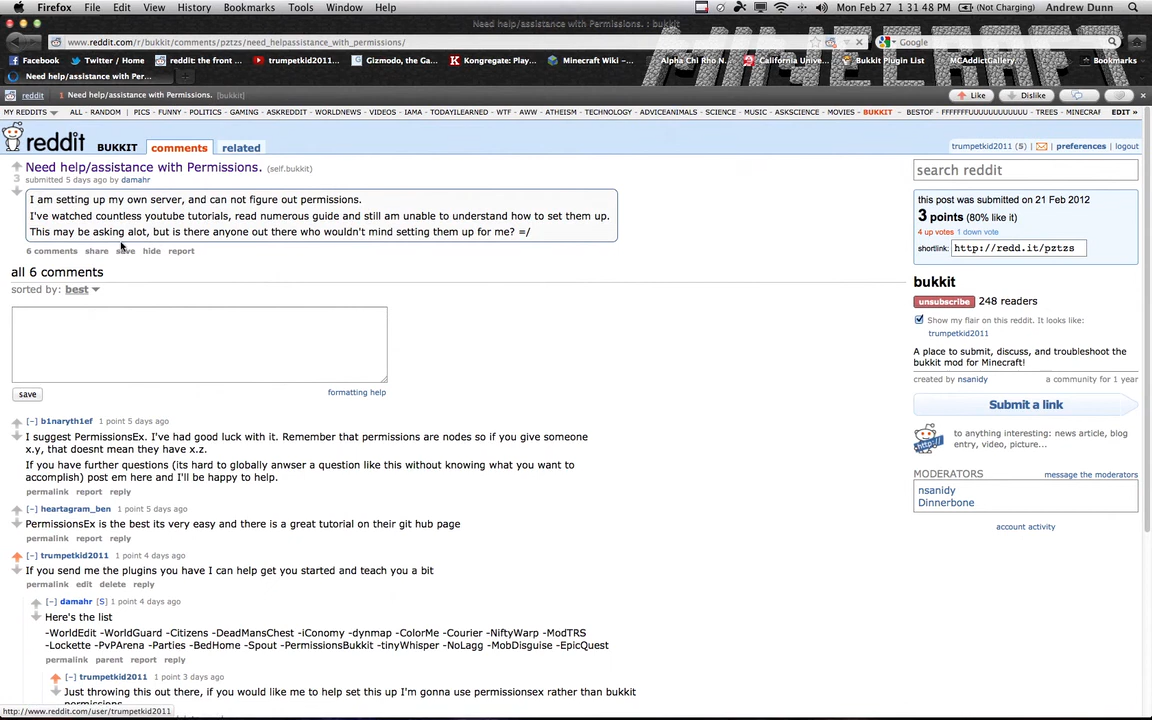 Firefox File Edit View History Bookmarks Tools Window Help Mon Feb 27 1:31:48 PM (Not Charging) Andrew Dunn
Need help/assistance with Permissions. : bukkit
www.reddit.com/r/bukkit/comments/pztzs/need_helpassistance_with_permissions/ Google
Facebook Twitter / Home reddit: the front ... trumpetkid2011... Gizmodo, the Ga... Kongregate: Play... Minecraft Wiki –... Alpha Chi Rho N... California Unive... Bukkit Plugin List MCAddictGallery... Bookmarks
MINECRAFT
Need help/assistance with Per...
reddit 1 Need help/assistance with Permissions. [bukkit] Like Dislike
MY REDDITS ALL - RANDOM | PICS - FUNNY - POLITICS - GAMING - ASKREDDIT - WORLDNEWS - VIDEOS - IAMA - TODAYILEARNED - WTF - AWW - ATHEISM - TECHNOLOGY - ADVICEANIMALS - SCIENCE - MUSIC - ASKSCIENCE - MOVIES - BUKKIT - BESTOF - FFFFFFFUUUUUUUUUUUU - TREES - MINECRAF EDIT »
reddit BUKKIT comments related trumpetkid2011 (5) | preferences | logout
Need help/assistance with Permissions. (self.bukkit)
3
submitted 5 days ago by damahr
I am setting up my own server, and can not figure out permissions.
I've watched countless youtube tutorials, read numerous guide and still am unable to understand how to set them up.
This may be asking alot, but is there anyone out there who wouldn't mind setting them up for me? =/
6 comments share save hide report
all 6 comments
sorted by: best
save formatting help
[–] b1naryth1ef 1 point 5 days ago
I suggest PermissionsEx. I've had good luck with it. Remember that permissions are nodes so if you give someone
x.y, that doesnt mean they have x.z.
If you have further questions (its hard to globally anwser a question like this without knowing what you want to
accomplish) post em here and I'll be happy to help.
permalink report reply
[–] heartagram_ben 1 point 5 days ago
PermissionsEx is the best its very easy and there is a great tutorial on their git hub page
permalink report reply
[–] trumpetkid2011 1 point 4 days ago
If you send me the plugins you have I can help get you started and teach you a bit
permalink edit delete reply
[–] damahr [S] 1 point 4 days ago
Here's the list
-WorldEdit -WorldGuard -Citizens -DeadMansChest -iConomy -dynmap -ColorMe -Courier -NiftyWarp -ModTRS
-Lockette -PvPArena -Parties -BedHome -Spout -PermissionsBukkit -tinyWhisper -NoLagg -MobDisguise -EpicQuest
permalink parent report reply
[–] trumpetkid2011 1 point 3 days ago
Just throwing this out there, if you would like me to help set this up I'm gonna use permissionsex rather than bukkit
permissions
http://www.reddit.com/user/trumpetkid2011
search reddit
this post was submitted on 21 Feb 2012
3 points (80% like it)
4 up votes 1 down vote
shortlink: http://redd.it/pztzs
bukkit
unsubscribe 248 readers
Show my flair on this reddit. It looks like:
trumpetkid2011
A place to submit, discuss, and troubleshoot the
bukkit mod for Minecraft!
created by nsanidy a community for 1 year
Submit a link
to anything interesting: news article, blog
entry, video, picture...
MODERATORS message the moderators
nsanidy
Dinnerbone
account activity